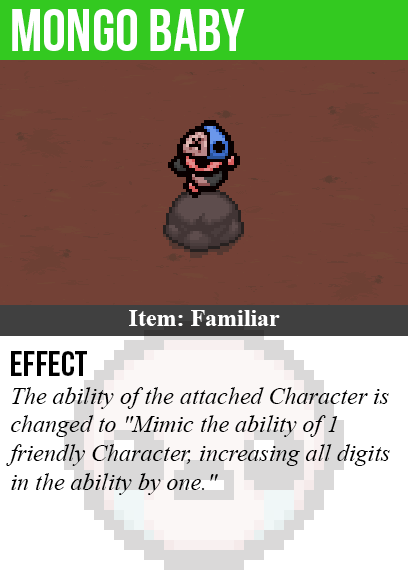 MONGO BABY
Item: Familiar
EFFECT
The ability of the attached Character is
changed to "Mimic the ability of 1
friendly Character, increasing all digits
in the ability by one."